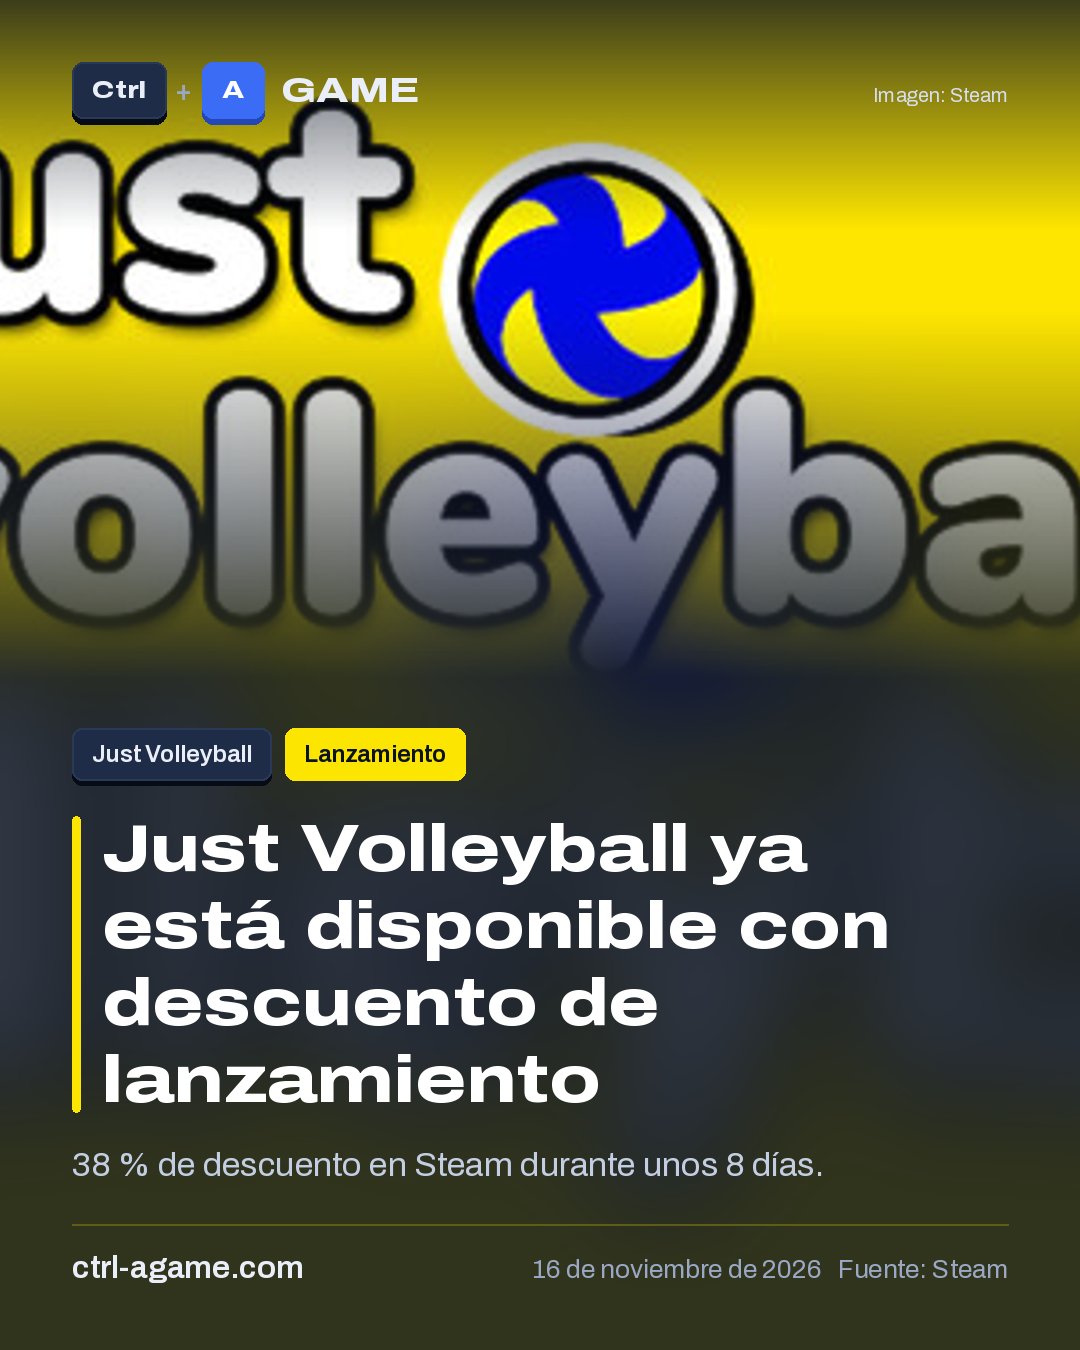 Ctrl + A GAME
Imagen: Steam
ust
volleyba
Just Volleyball
Lanzamiento
Just Volleyball ya
está disponible con
descuento de
lanzamiento
38 % de descuento en Steam durante unos 8 días.
ctrl-agame.com
16 de noviembre de 2026 Fuente: Steam